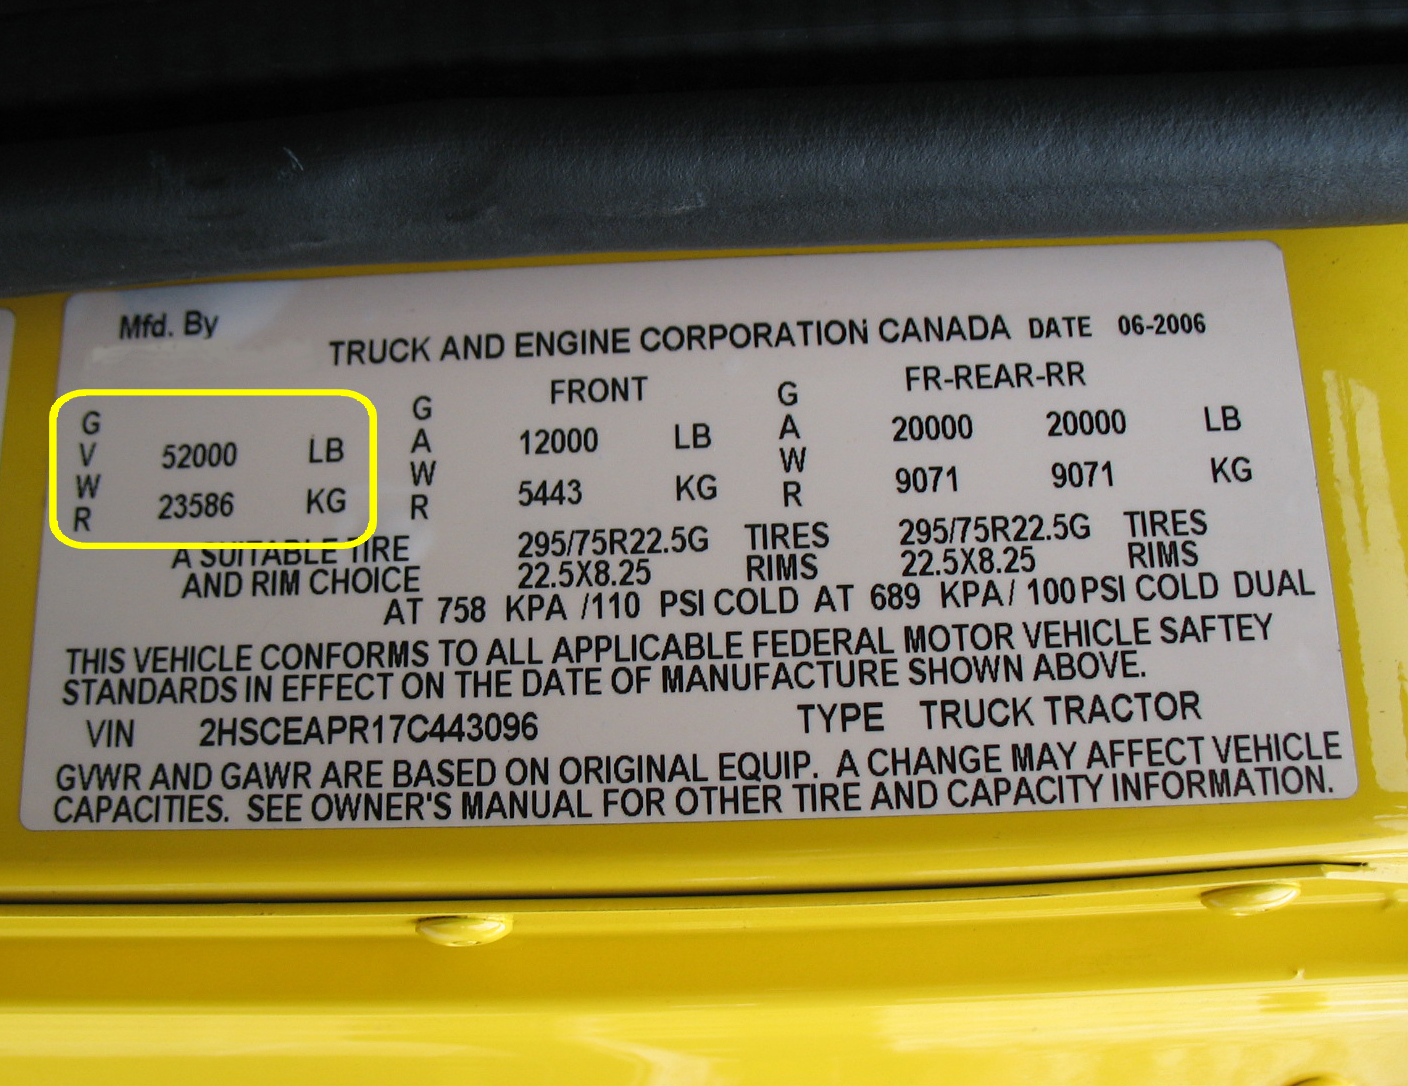 Mfd. By
TRUCK AND ENGINE CORPORATION CANADA DATE 06-2006
FRONT FR-REAR-RR
GVWR 52000 LB GAWR 12000 LB GAWR 20000 20000 LB
23586 KG 5443 KG 9071 9071 KG
A SUITABLE TIRE 295/75R22.5G TIRES 295/75R22.5G TIRES
AND RIM CHOICE 22.5X8.25 RIMS 22.5X8.25 RIMS
AT 758 KPA /110 PSI COLD AT 689 KPA/ 100PSI COLD DUAL
THIS VEHICLE CONFORMS TO ALL APPLICABLE FEDERAL MOTOR VEHICLE SAFTEY
STANDARDS IN EFFECT ON THE DATE OF MANUFACTURE SHOWN ABOVE.
VIN 2HSCEAPR17C443096 TYPE TRUCK TRACTOR
GVWR AND GAWR ARE BASED ON ORIGINAL EQUIP. A CHANGE MAY AFFECT VEHICLE
CAPACITIES. SEE OWNER'S MANUAL FOR OTHER TIRE AND CAPACITY INFORMATION.